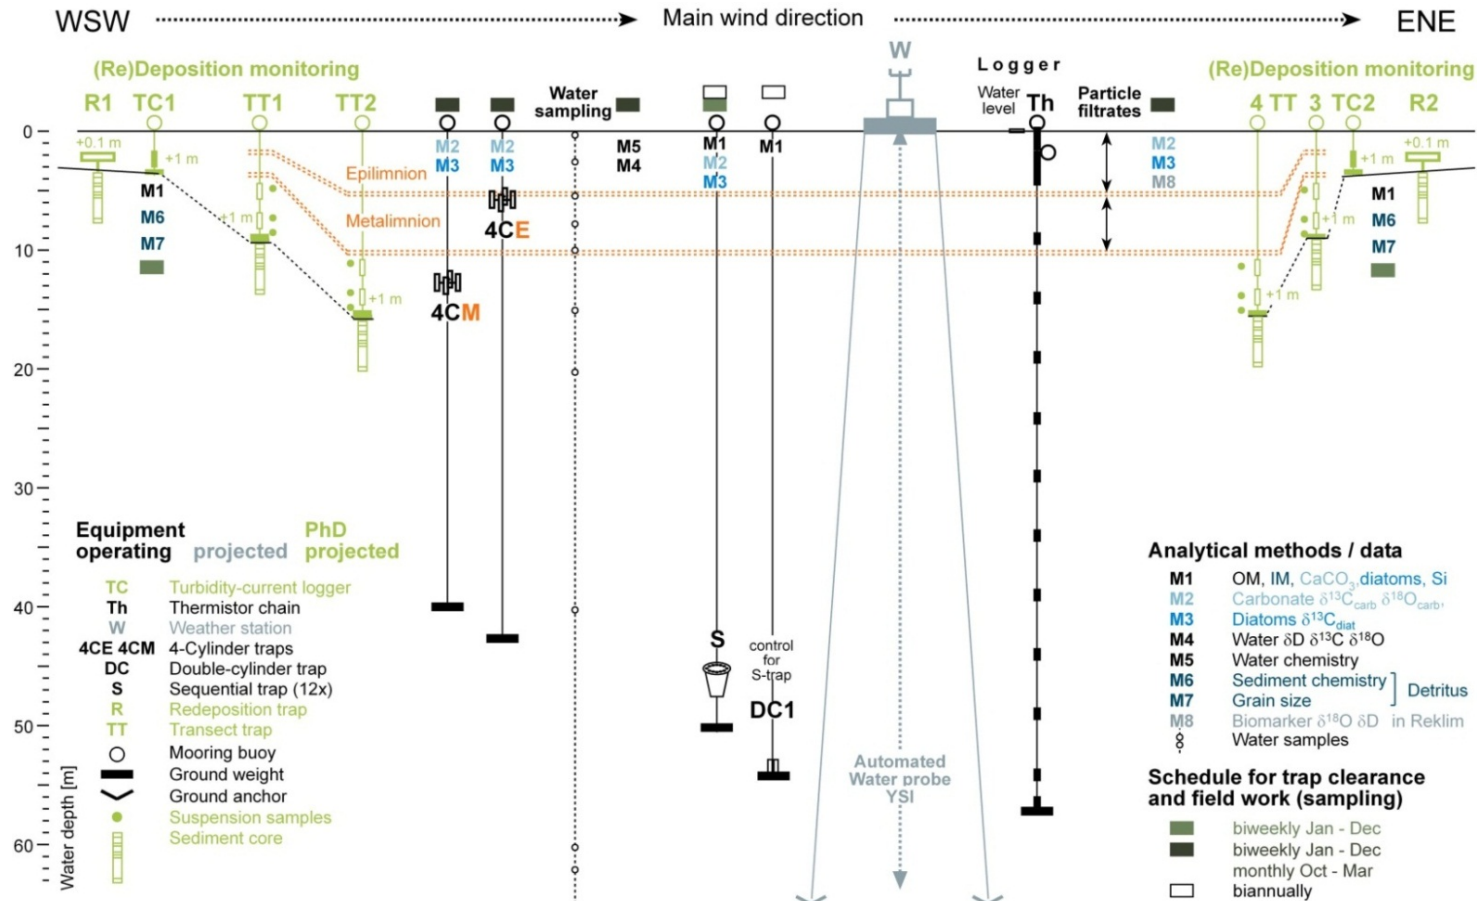 WSW
Main wind direction
ENE
W
(Re)Deposition monitoring
R1 TC1 TT1 TT2
Water
sampling
Logger
Water
level
Th
Particle
filtrates
(Re)Deposition monitoring
4 TT 3 TC2 R2
0
+0.1 m
+1 m
M1
M6
M7
+1 m
+1 m
Epilimnion
Metalimnion
M2
M3
4CM
M2
M3
4CE
M5
M4
M1
M2
M3
M1
M2
M3
M8
+1 m
+1 m
+1 m
+0.1 m
M1
M6
M7
10
20
30
40
50
60
Water depth [m]
S
control
for
S-trap
DC1
Automated
Water probe
YSI
Equipment
operating projected PhD
projected
TC Turbidity-current logger
Th Thermistor chain
W Weather station
4CE 4CM 4-Cylinder traps
DC Double-cylinder trap
S Sequential trap (12x)
R Redeposition trap
TT Transect trap
Mooring buoy
Ground weight
Ground anchor
Suspension samples
Sediment core
Analytical methods / data
M1 OM, IM, CaCO3,diatoms, Si
M2 Carbonate δ13Ccarb δ18Ocarb,
M3 Diatoms δ13Cdiat
M4 Water δD δ13C δ18O
M5 Water chemistry
M6 Sediment chemistry
M7 Grain size
Detritus
M8 Biomarker δ18O δD in Reklim
Water samples
Schedule for trap clearance
and field work (sampling)
biweekly Jan - Dec
biweekly Jan - Dec
monthly Oct - Mar
biannually